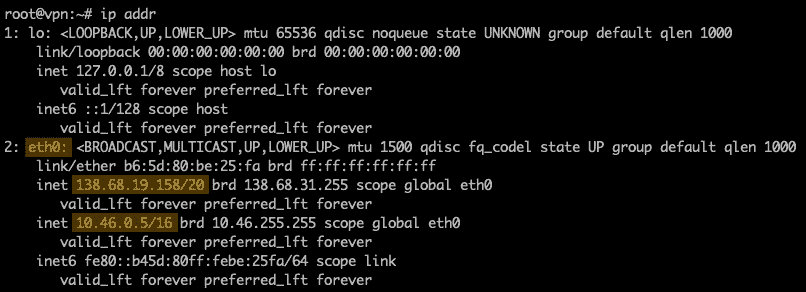 root@vpn:~# ip addr
1: lo: <LOOPBACK,UP,LOWER_UP> mtu 65536 qdisc noqueue state UNKNOWN group default qlen 1000
    link/loopback 00:00:00:00:00:00 brd 00:00:00:00:00:00
    inet 127.0.0.1/8 scope host lo
       valid_lft forever preferred_lft forever
    inet6 ::1/128 scope host
       valid_lft forever preferred_lft forever
2: eth0: <BROADCAST,MULTICAST,UP,LOWER_UP> mtu 1500 qdisc fq_codel state UP group default qlen 1000
    link/ether b6:5d:80:be:25:fa brd ff:ff:ff:ff:ff:ff
    inet 138.68.19.158/20 brd 138.68.31.255 scope global eth0
       valid_lft forever preferred_lft forever
    inet 10.46.0.5/16 brd 10.46.255.255 scope global eth0
       valid_lft forever preferred_lft forever
    inet6 fe80::b45d:80ff:febe:25fa/64 scope link
       valid_lft forever preferred_lft forever